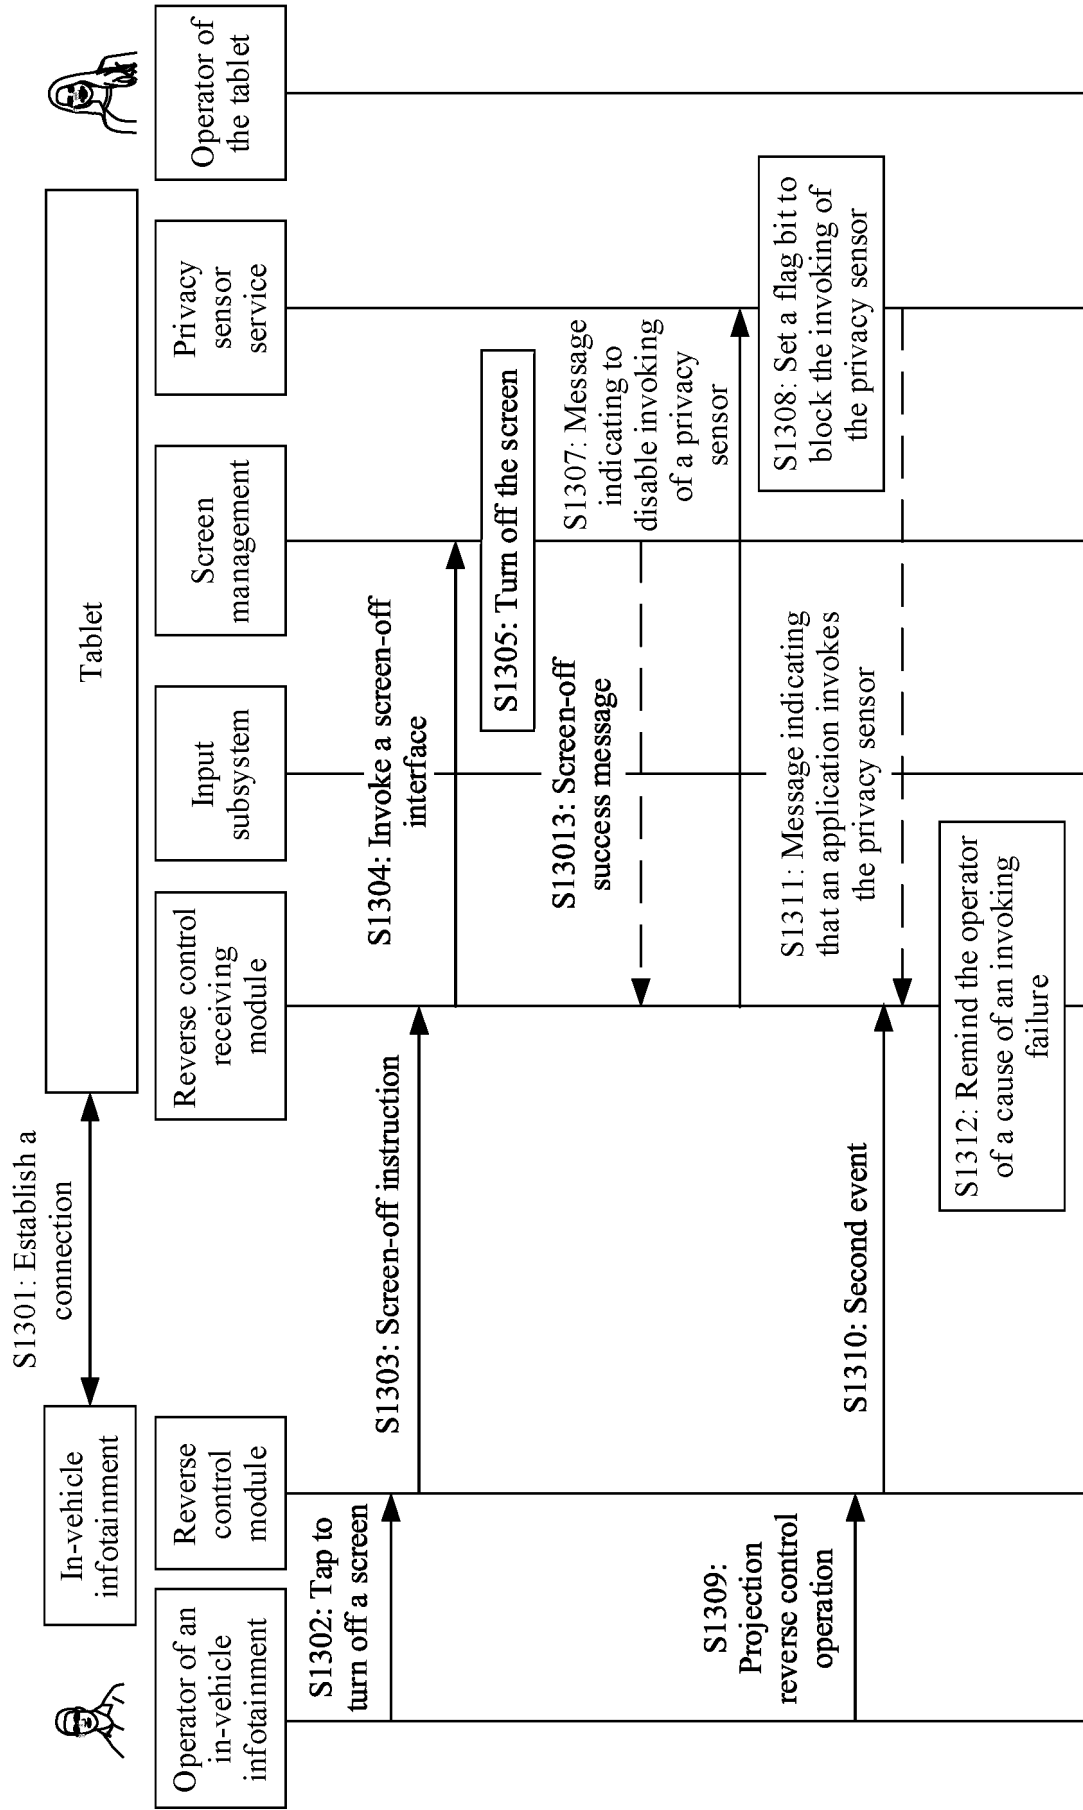 S1301: Establish a
connection
In-vehicle
infotainment
Tablet
Operator of an
in-vehicle
infotainment
Reverse
control
module
Reverse control
receiving
module
Input
subsystem
Screen
management
Privacy
sensor
service
Operator of
the tablet
S1302: Tap to
turn off a screen
S1303: Screen-off instruction
S1304: Invoke a screen-off
interface
S1305: Turn off the screen
S13013: Screen-off
success message
S1307: Message
indicating to
disable invoking
of a privacy
sensor
S1308: Set a flag bit to
block the invoking of
the privacy sensor
S1309:
Projection
reverse control
operation
S1310: Second event
S1311: Message indicating
that an application invokes
the privacy sensor
S1312: Remind the operator
of a cause of an invoking
failure